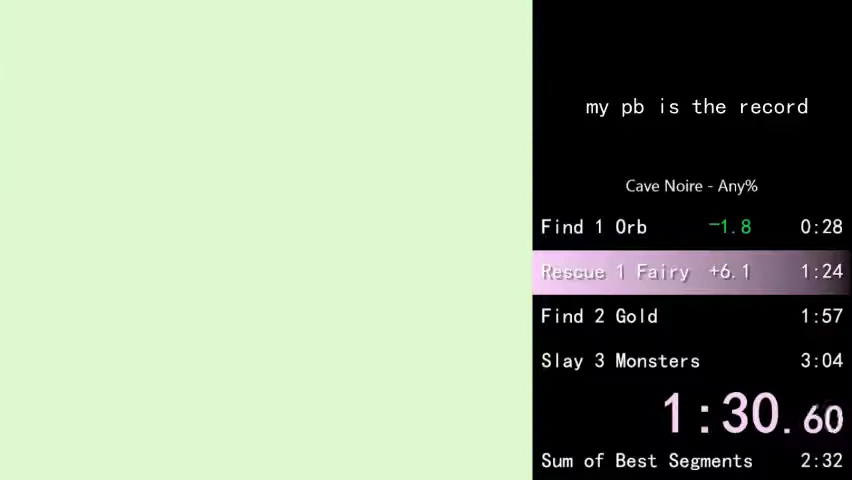 my pb is the record
Cave Noire - Any%
Find 1 Orb −1.8 0:28
Rescue 1 Fairy +6.1 1:24
Find 2 Gold 1:57
Slay 3 Monsters 3:04
1:30.60
Sum of Best Segments 2:32